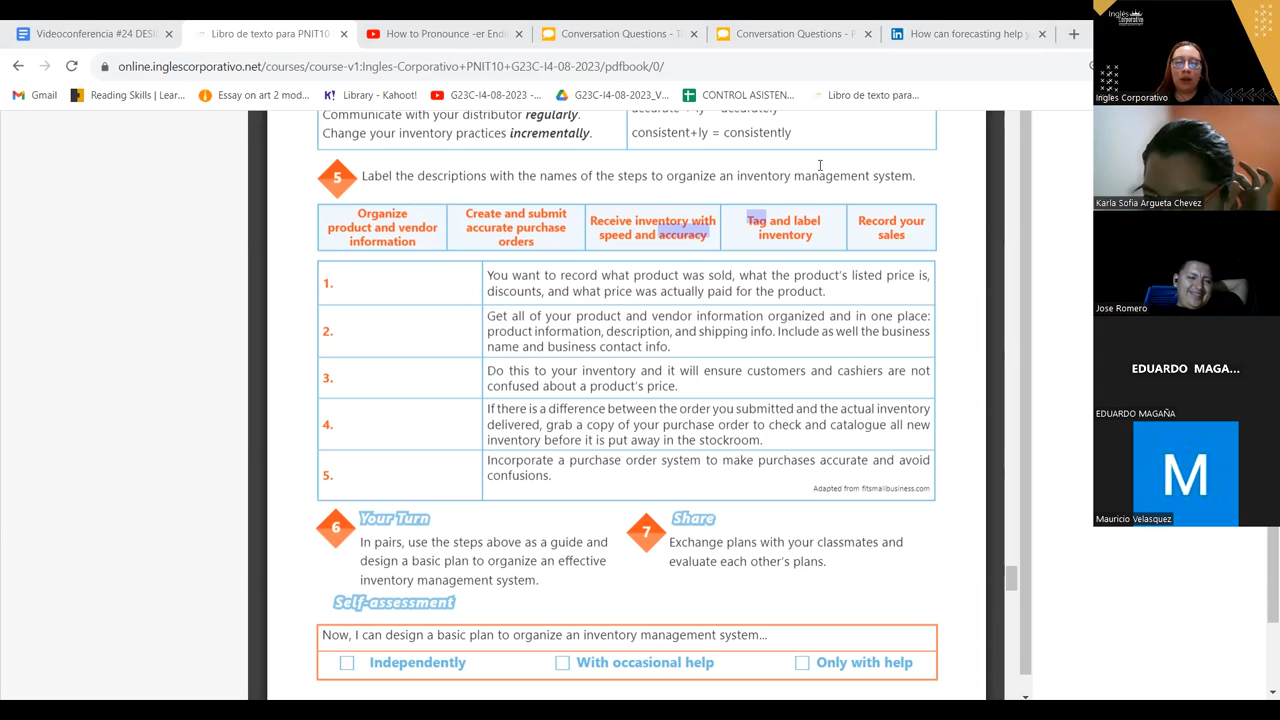 Videoconferencia #24 DESI
Libro de texto para PNIT10
How to Pronounce -er Endi
Conversation Questions - To
Conversation Questions - P
How can forecasting help y
online.inglescorporativo.net/courses/course-v1:Ingles-Corporativo+PNIT10+G23C-I4-08-2023/pdfbook/0/
Gmail
Reading Skills | Lear...
Essay on art 2 mod...
Library - Kahoot!
G23C-I4-08-2023 -...
G23C-I4-08-2023_V...
CONTROL ASISTEN...
Libro de texto para...
Communicate with your distributor regularly.
Change your inventory practices incrementally.
accurate + ly = accurately
consistent+ly = consistently
5 Label the descriptions with the names of the steps to organize an inventory management system.
Organize
product and vendor
information
Create and submit
accurate purchase
orders
Receive inventory with
speed and accuracy
Tag and label
inventory
Record your
sales
1.
You want to record what product was sold, what the product's listed price is,
discounts, and what price was actually paid for the product.
2.
Get all of your product and vendor information organized and in one place:
product information, description, and shipping info. Include as well the business
name and business contact info.
3.
Do this to your inventory and it will ensure customers and cashiers are not
confused about a product's price.
4.
If there is a difference between the order you submitted and the actual inventory
delivered, grab a copy of your purchase order to check and catalogue all new
inventory before it is put away in the stockroom.
5.
Incorporate a purchase order system to make purchases accurate and avoid
confusions.
Adapted from fitsmallbusiness.com
6 Your Turn
In pairs, use the steps above as a guide and
design a basic plan to organize an effective
inventory management system.
7 Share
Exchange plans with your classmates and
evaluate each other's plans.
Self-assessment
Now, I can design a basic plan to organize an inventory management system...
Independently
With occasional help
Only with help
Inglés
Corporativo
Ingles Corporativo
Karla Sofia Argueta Chevez
Jose Romero
EDUARDO MAGA...
EDUARDO MAGAÑA
M
Mauricio Velasquez